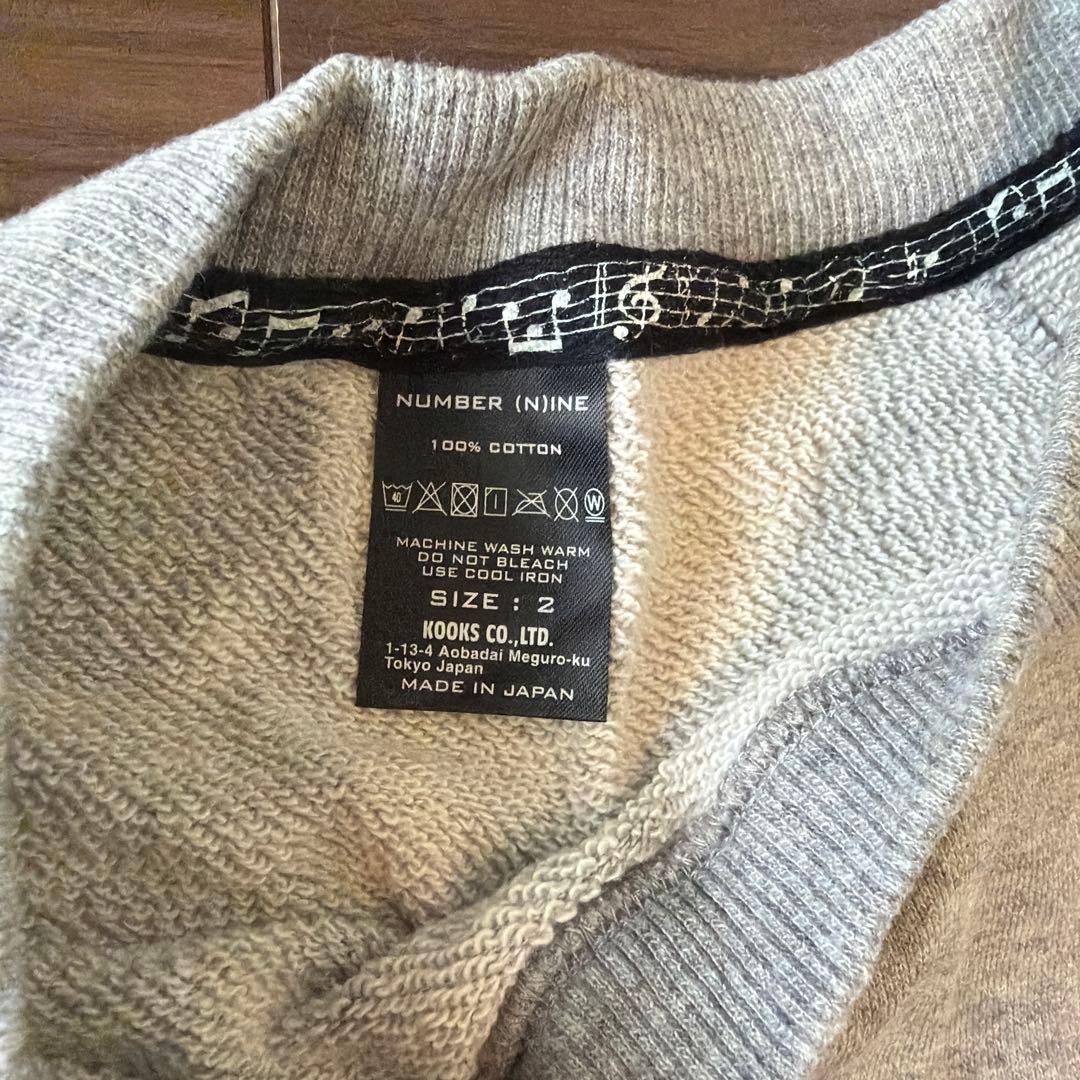 NUMBER (N)INE
100% COTTON
40
W
MACHINE WASH WARM
DO NOT BLEACH
USE COOL IRON
SIZE : 2
KOOKS CO.,LTD.
1-13-4 Aobadai Meguro-ku
Tokyo Japan
MADE IN JAPAN